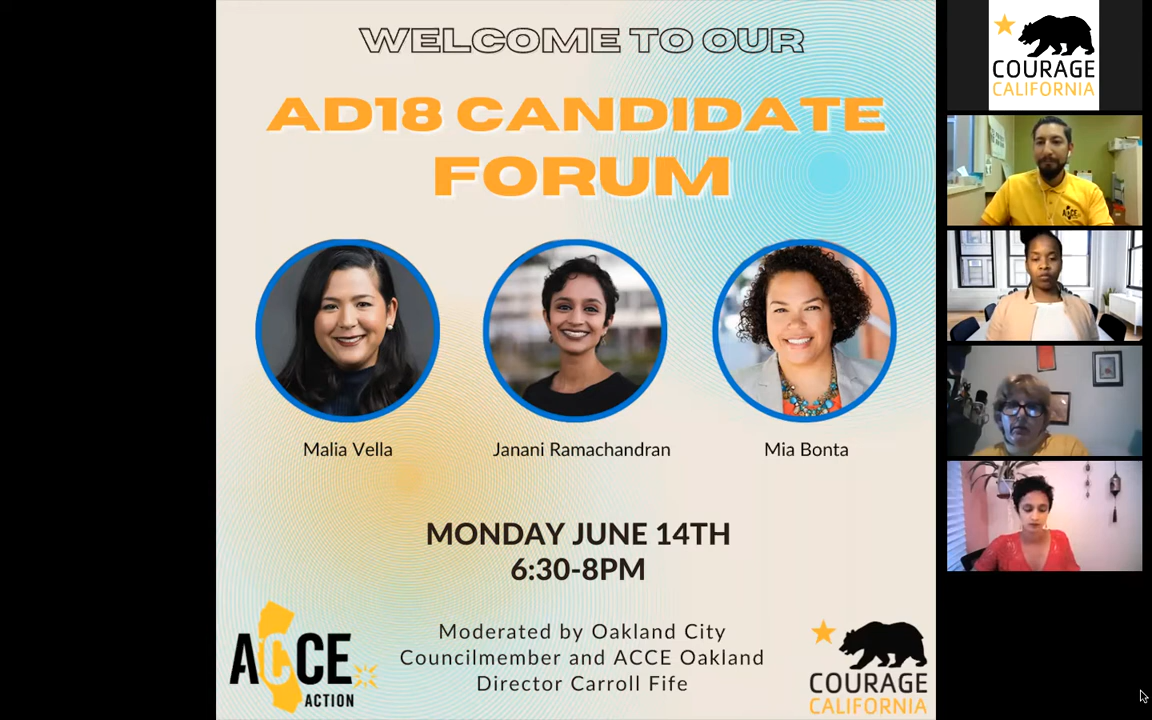 WELCOME TO OUR
AD18 CANDIDATE
FORUM
Malia Vella
Janani Ramachandran
Mia Bonta
MONDAY JUNE 14TH
6:30-8PM
Moderated by Oakland City
Councilmember and ACCE Oakland
Director Carroll Fife
ACCE
ACTION
COURAGE
CALIFORNIA
COURAGE
CALIFORNIA
ACCE